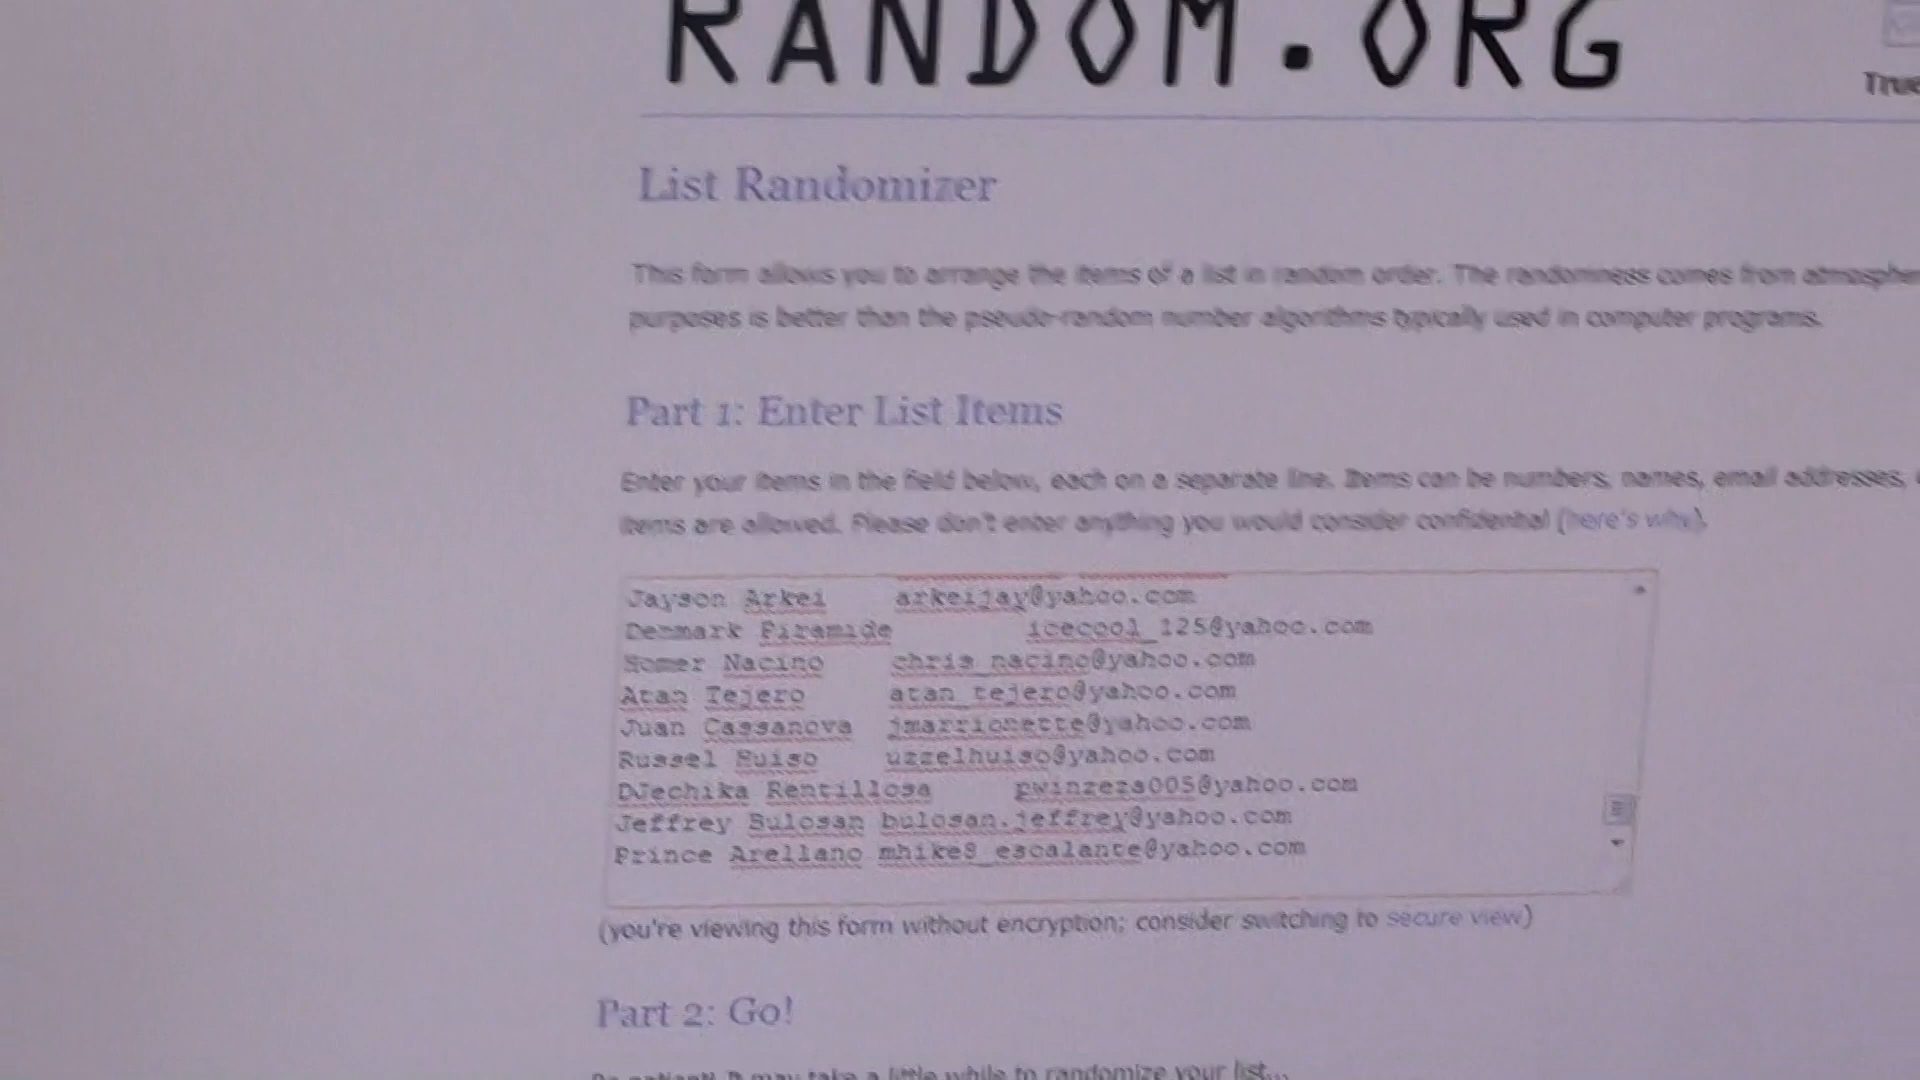 RANDOM.ORG
True
List Randomizer
This form allows you to arrange the items of a list in random order. The randomness comes from
purposes is better than the pseudo-random number algorithms typically used in computer programs.
Part 1: Enter List Items
Enter your items in the field below, each on a separate line. Items can be numbers, names, email addresses,
items are allowed. Please don't enter anything you would consider confidential (here's why).
Jayson Arkei arkeijay@yahoo.com
Denmark Piramide icecool_125@yahoo.com
Homer Nacino chris_nacino@yahoo.com
Atan Tejero atan_tejero@yahoo.com
Juan Cassanova jmarrionette@yahoo.com
Russel Huiso uzzelhuiso@yahoo.com
DJechika Rentillosa
Jeffrey Bulosan bulosan.jeffrey@yahoo.com
Prince Arellano
(you're viewing this form without encryption; consider switching to secure view)
Part 2: Go!
Be patient! It may take a little while to randomize your list...